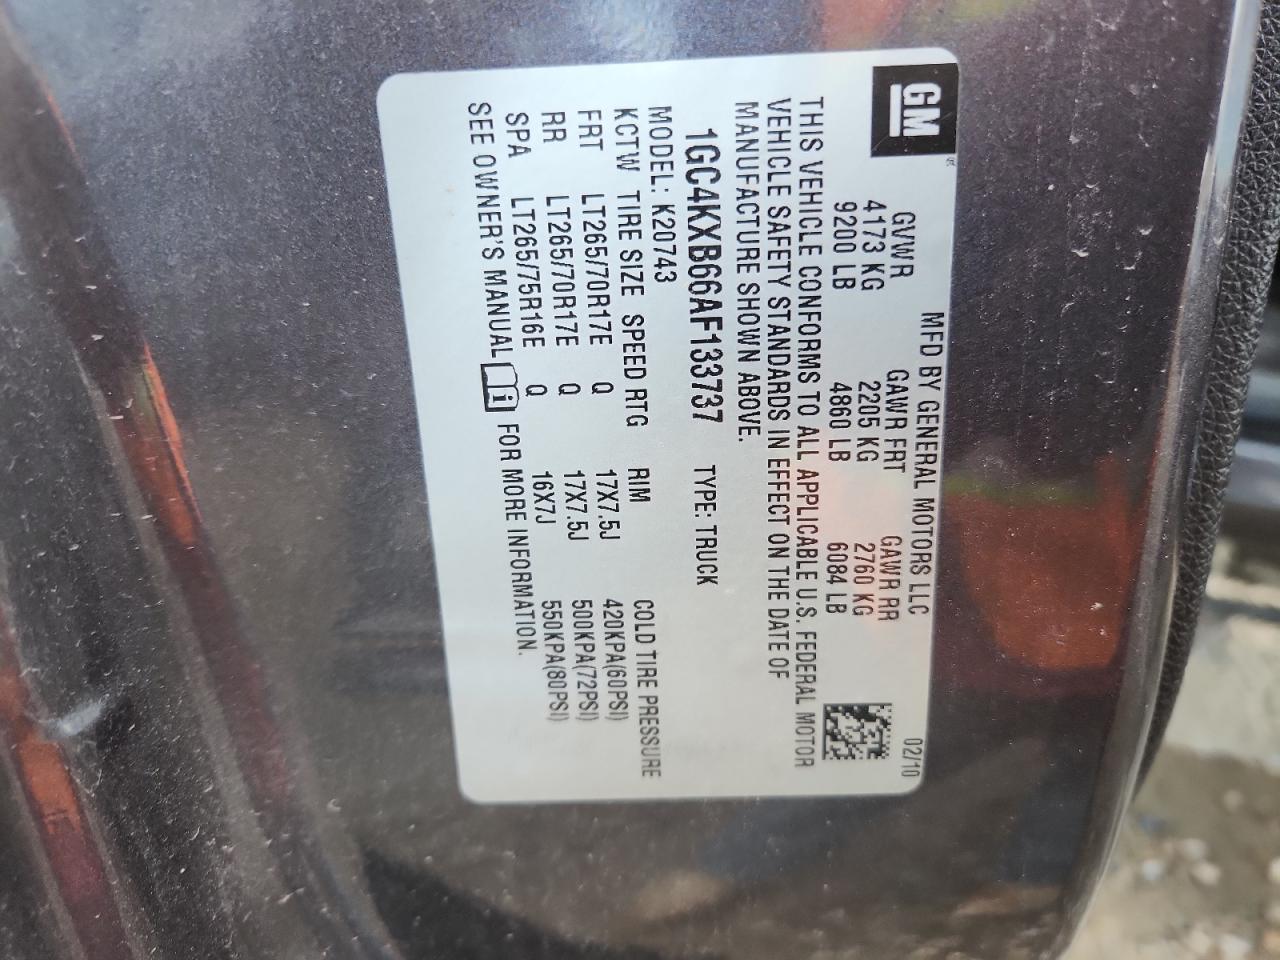 GM
MFD BY GENERAL MOTORS LLC 02/10
GVWR GAWR FRT GAWR RR
4173 KG 2205 KG 2760 KG
9200 LB 4860 LB 6084 LB
THIS VEHICLE CONFORMS TO ALL APPLICABLE U.S. FEDERAL MOTOR
VEHICLE SAFETY STANDARDS IN EFFECT ON THE DATE OF
MANUFACTURE SHOWN ABOVE.
1GC4KXB66AF133737 TYPE: TRUCK
MODEL: K20743
KCTW TIRE SIZE SPEED RTG RIM COLD TIRE PRESSURE
FRT LT265/70R17E Q 17X7.5J 420KPA(60PSI)
RR LT265/70R17E Q 17X7.5J 500KPA(72PSI)
SPA LT265/75R16E Q 16X7J 550KPA(80PSI)
SEE OWNER'S MANUAL i FOR MORE INFORMATION.